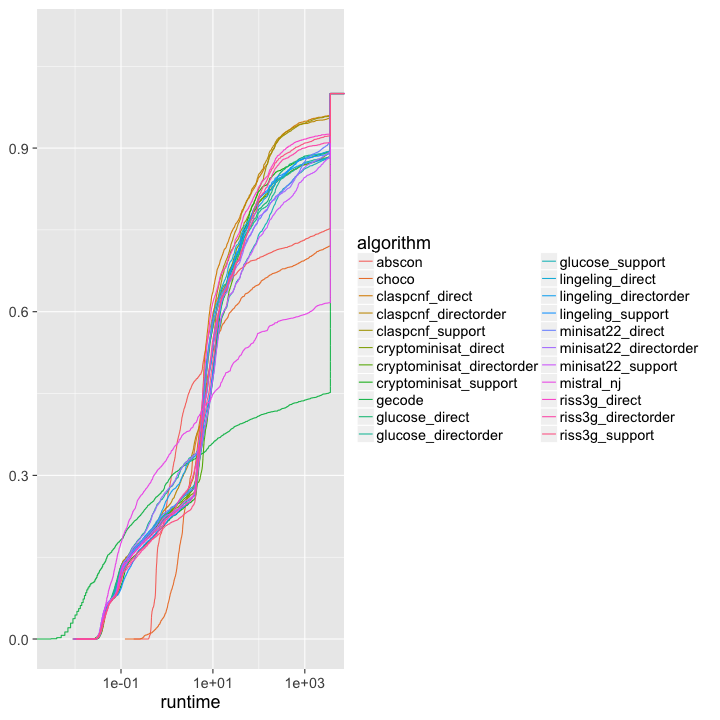 0.9
0.6
0.3
0.0
1e-01 1e+01 1e+03
runtime
algorithm
abscon
choco
claspcnf_direct
claspcnf_directorder
claspcnf_support
cryptominisat_direct
cryptominisat_directorder
cryptominisat_support
gecode
glucose_direct
glucose_directorder
glucose_support
lingeling_direct
lingeling_directorder
lingeling_support
minisat22_direct
minisat22_directorder
minisat22_support
mistral_nj
riss3g_direct
riss3g_directorder
riss3g_support